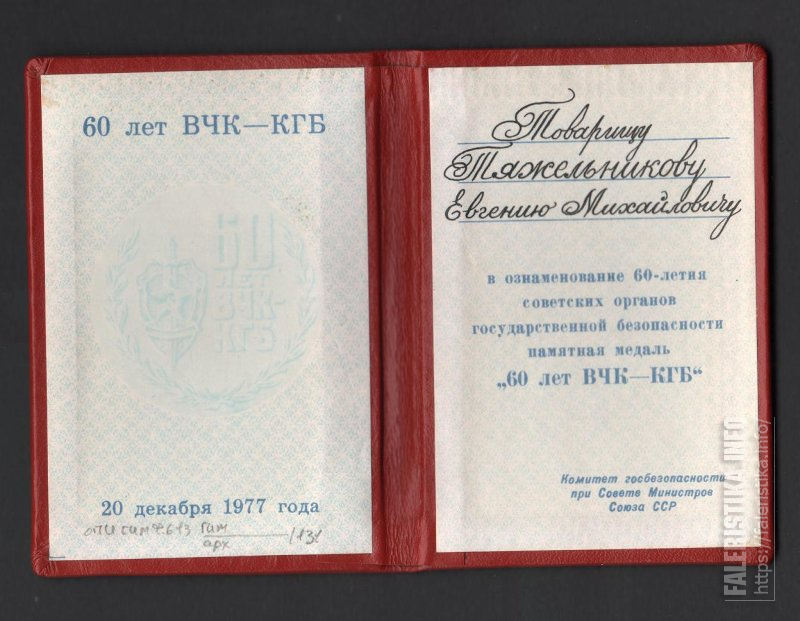 60 лет ВЧК—КГБ
60
ВЧК-
КГБ
20 декабря 1977 года
Товарищу
Тяжельникову
Евгению Михайловичу
в ознаменование 60-летия
советских органов
государственной безопасности
памятная медаль
„60 лет ВЧК—КГБ“
Комитет госбезопасности
при Совете Министров
Союза ССР
FALERISTIKA.INFO
https://faleristika.info/